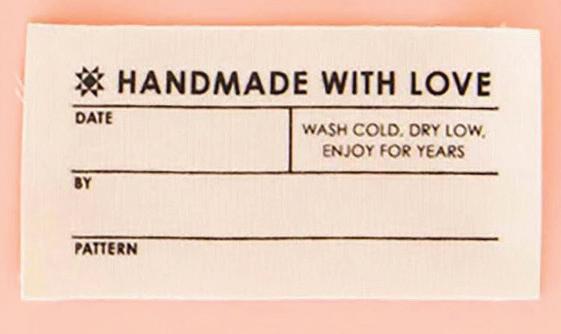 HANDMADE WITH LOVE
DATE
WASH COLD, DRY LOW,
ENJOY FOR YEARS
BY
PATTERN